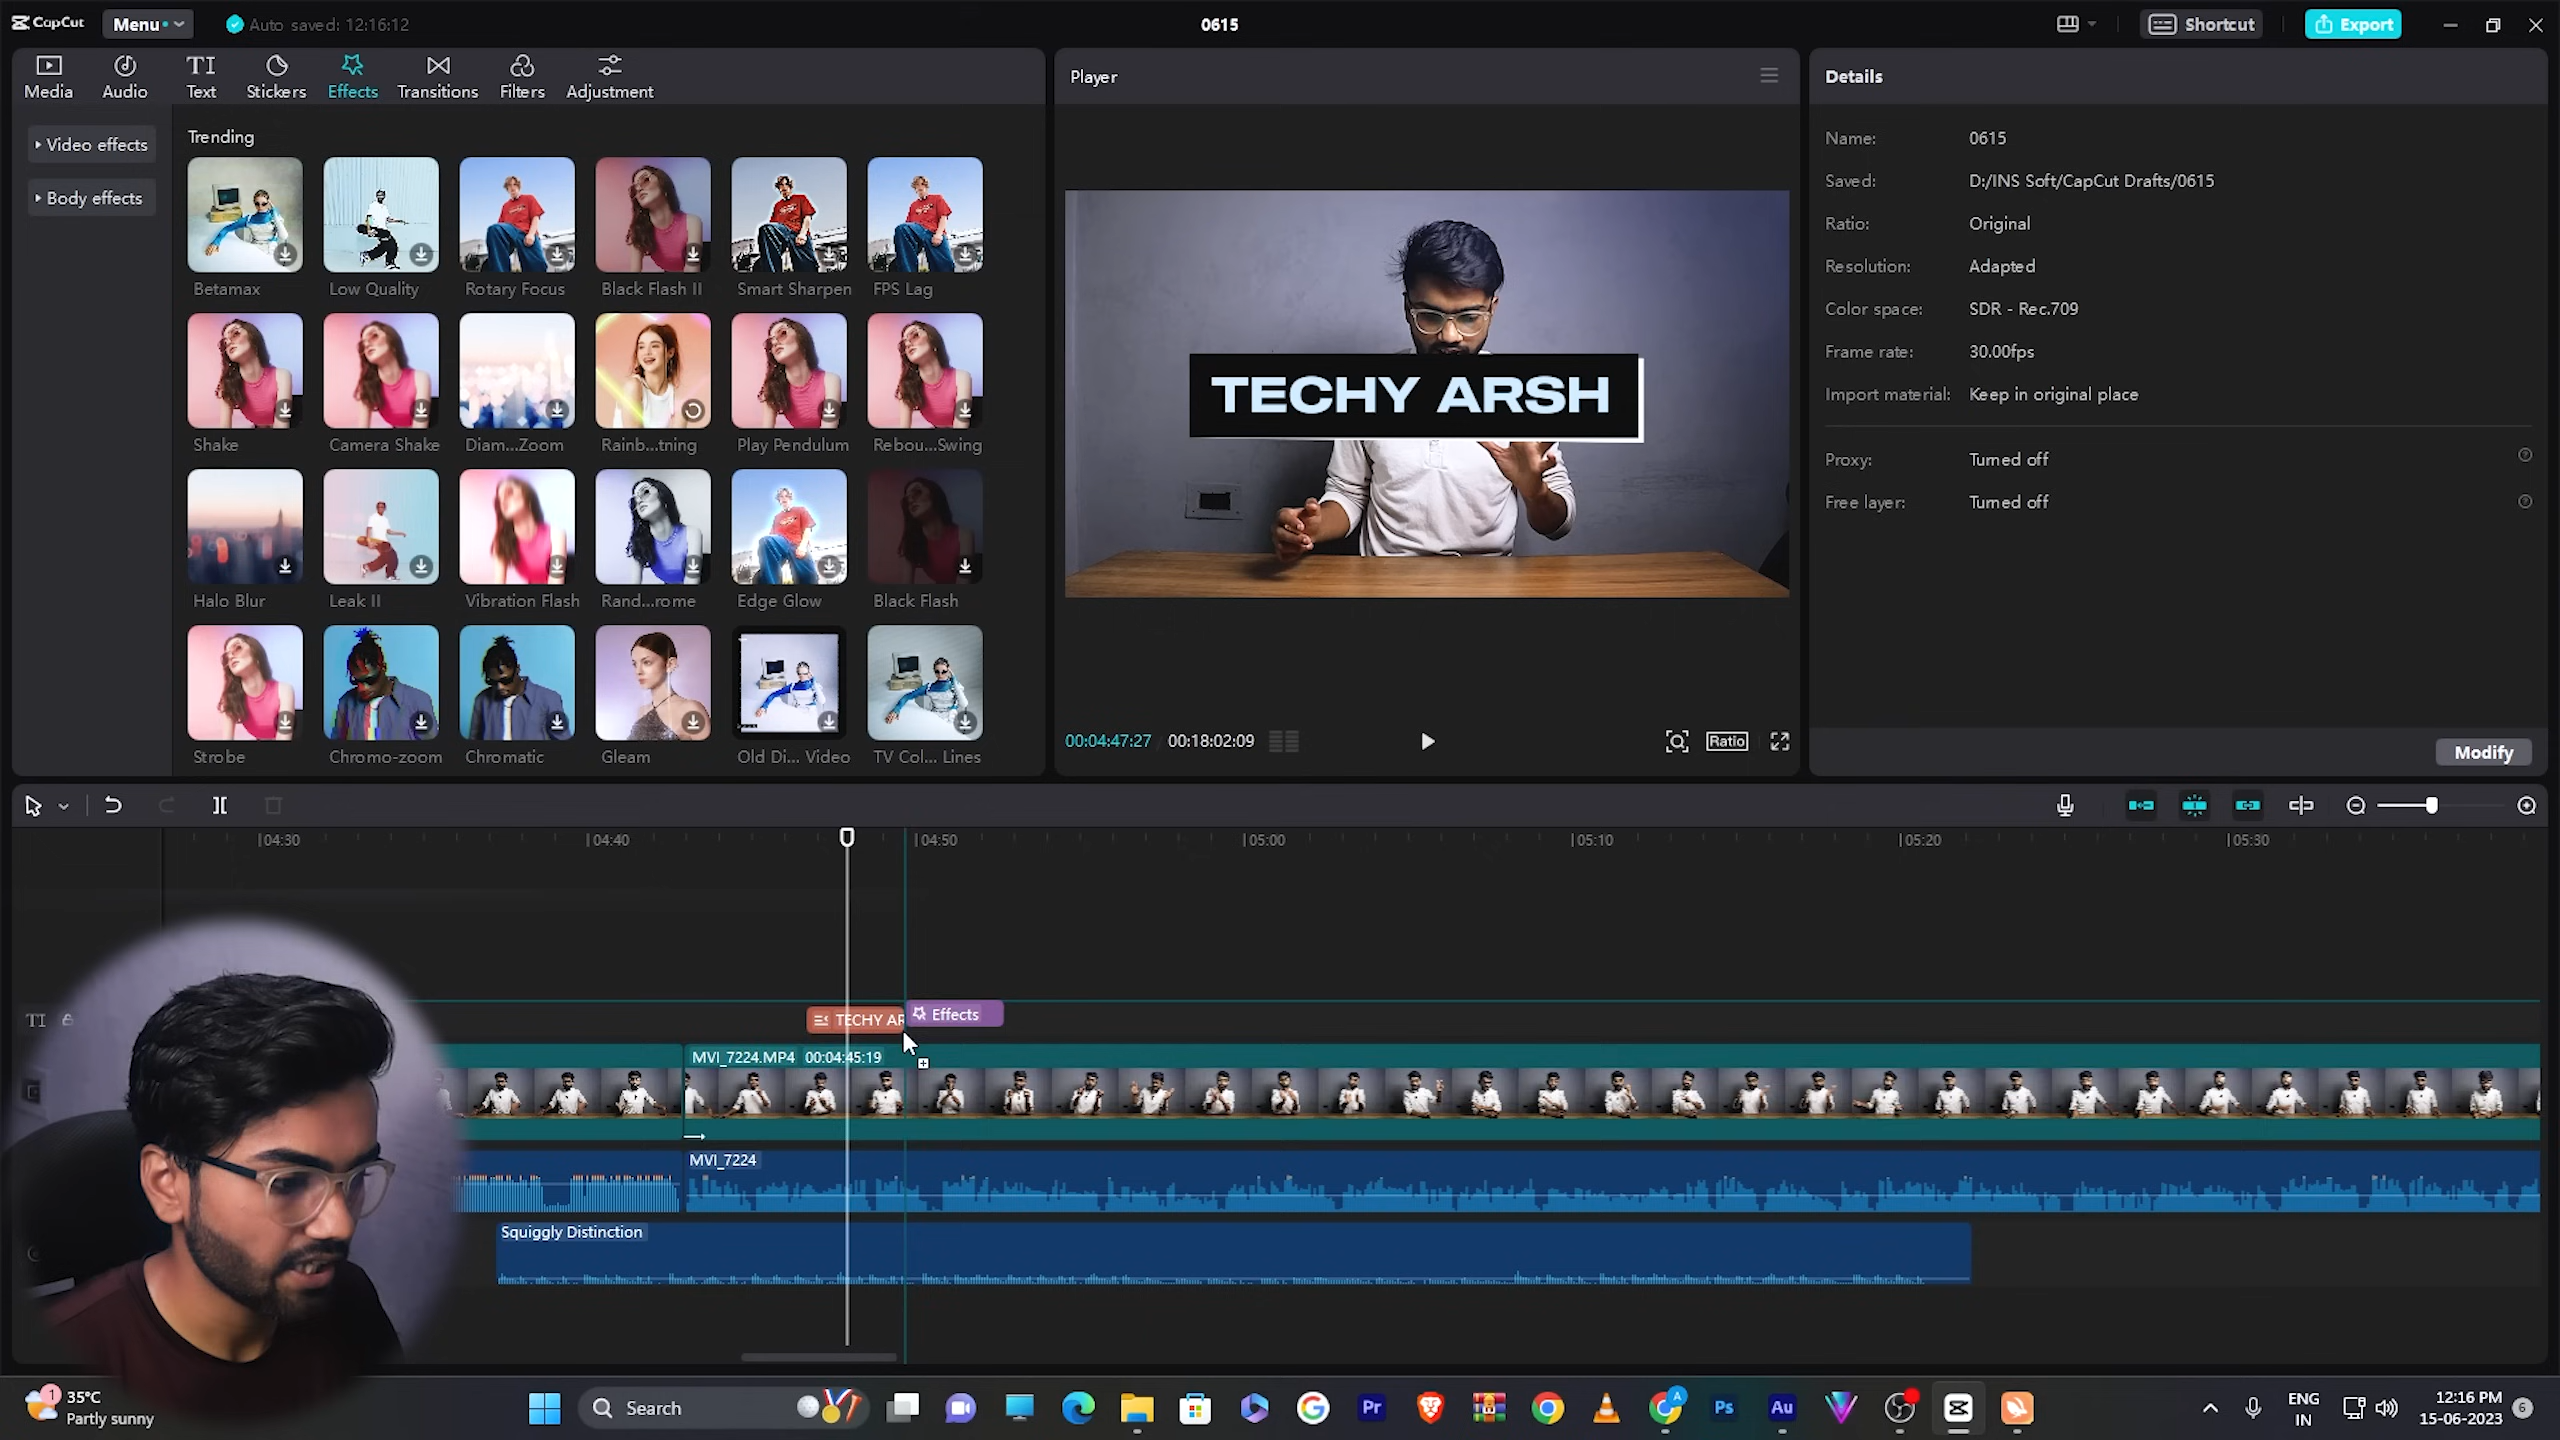 CapCut
Menu
Auto saved: 12:16:12
0615
Shortcut
Export
Media
Audio
TI
Text
Stickers
Effects
Transitions
Filters
Adjustment
Video effects
Body effects
Trending
Betamax
Low Quality
Rotary Focus
Black Flash II
Smart Sharpen
FPS Lag
Shake
Camera Shake
Diam...Zoom
Rainb...tning
Play Pendulum
Rebou...Swing
Halo Blur
Leak II
Vibration Flash
Rand...rome
Edge Glow
Black Flash
Strobe
Chromo-zoom
Chromatic
Gleam
Old Di... Video
TV Col... Lines
Player
TECHY ARSH
00:04:47:27
00:18:02:09
Ratio
Details
Name: 0615
Saved: D:/INS Soft/CapCut Drafts/0615
Ratio: Original
Resolution: Adapted
Color space: SDR - Rec.709
Frame rate: 30.00fps
Import material: Keep in original place
Proxy: Turned off
Free layer: Turned off
Modify
04:30
04:40
04:50
05:00
05:10
05:20
05:30
TI
TECHY AR
Effects
MVI_7224.MP4 00:04:45:19
MVI_7224
Squiggly Distinction
1
35°C
Partly sunny
Search
Pr
A
Ps
Au
ENG
IN
12:16 PM
15-06-2023
6